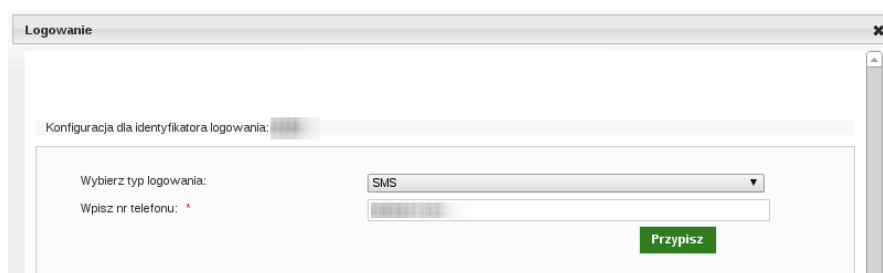 Logowanie
Konfiguracja dla identyfikatora logowania:
Wybierz typ logowania: SMS
Wpisz nr telefonu: *
Przypisz